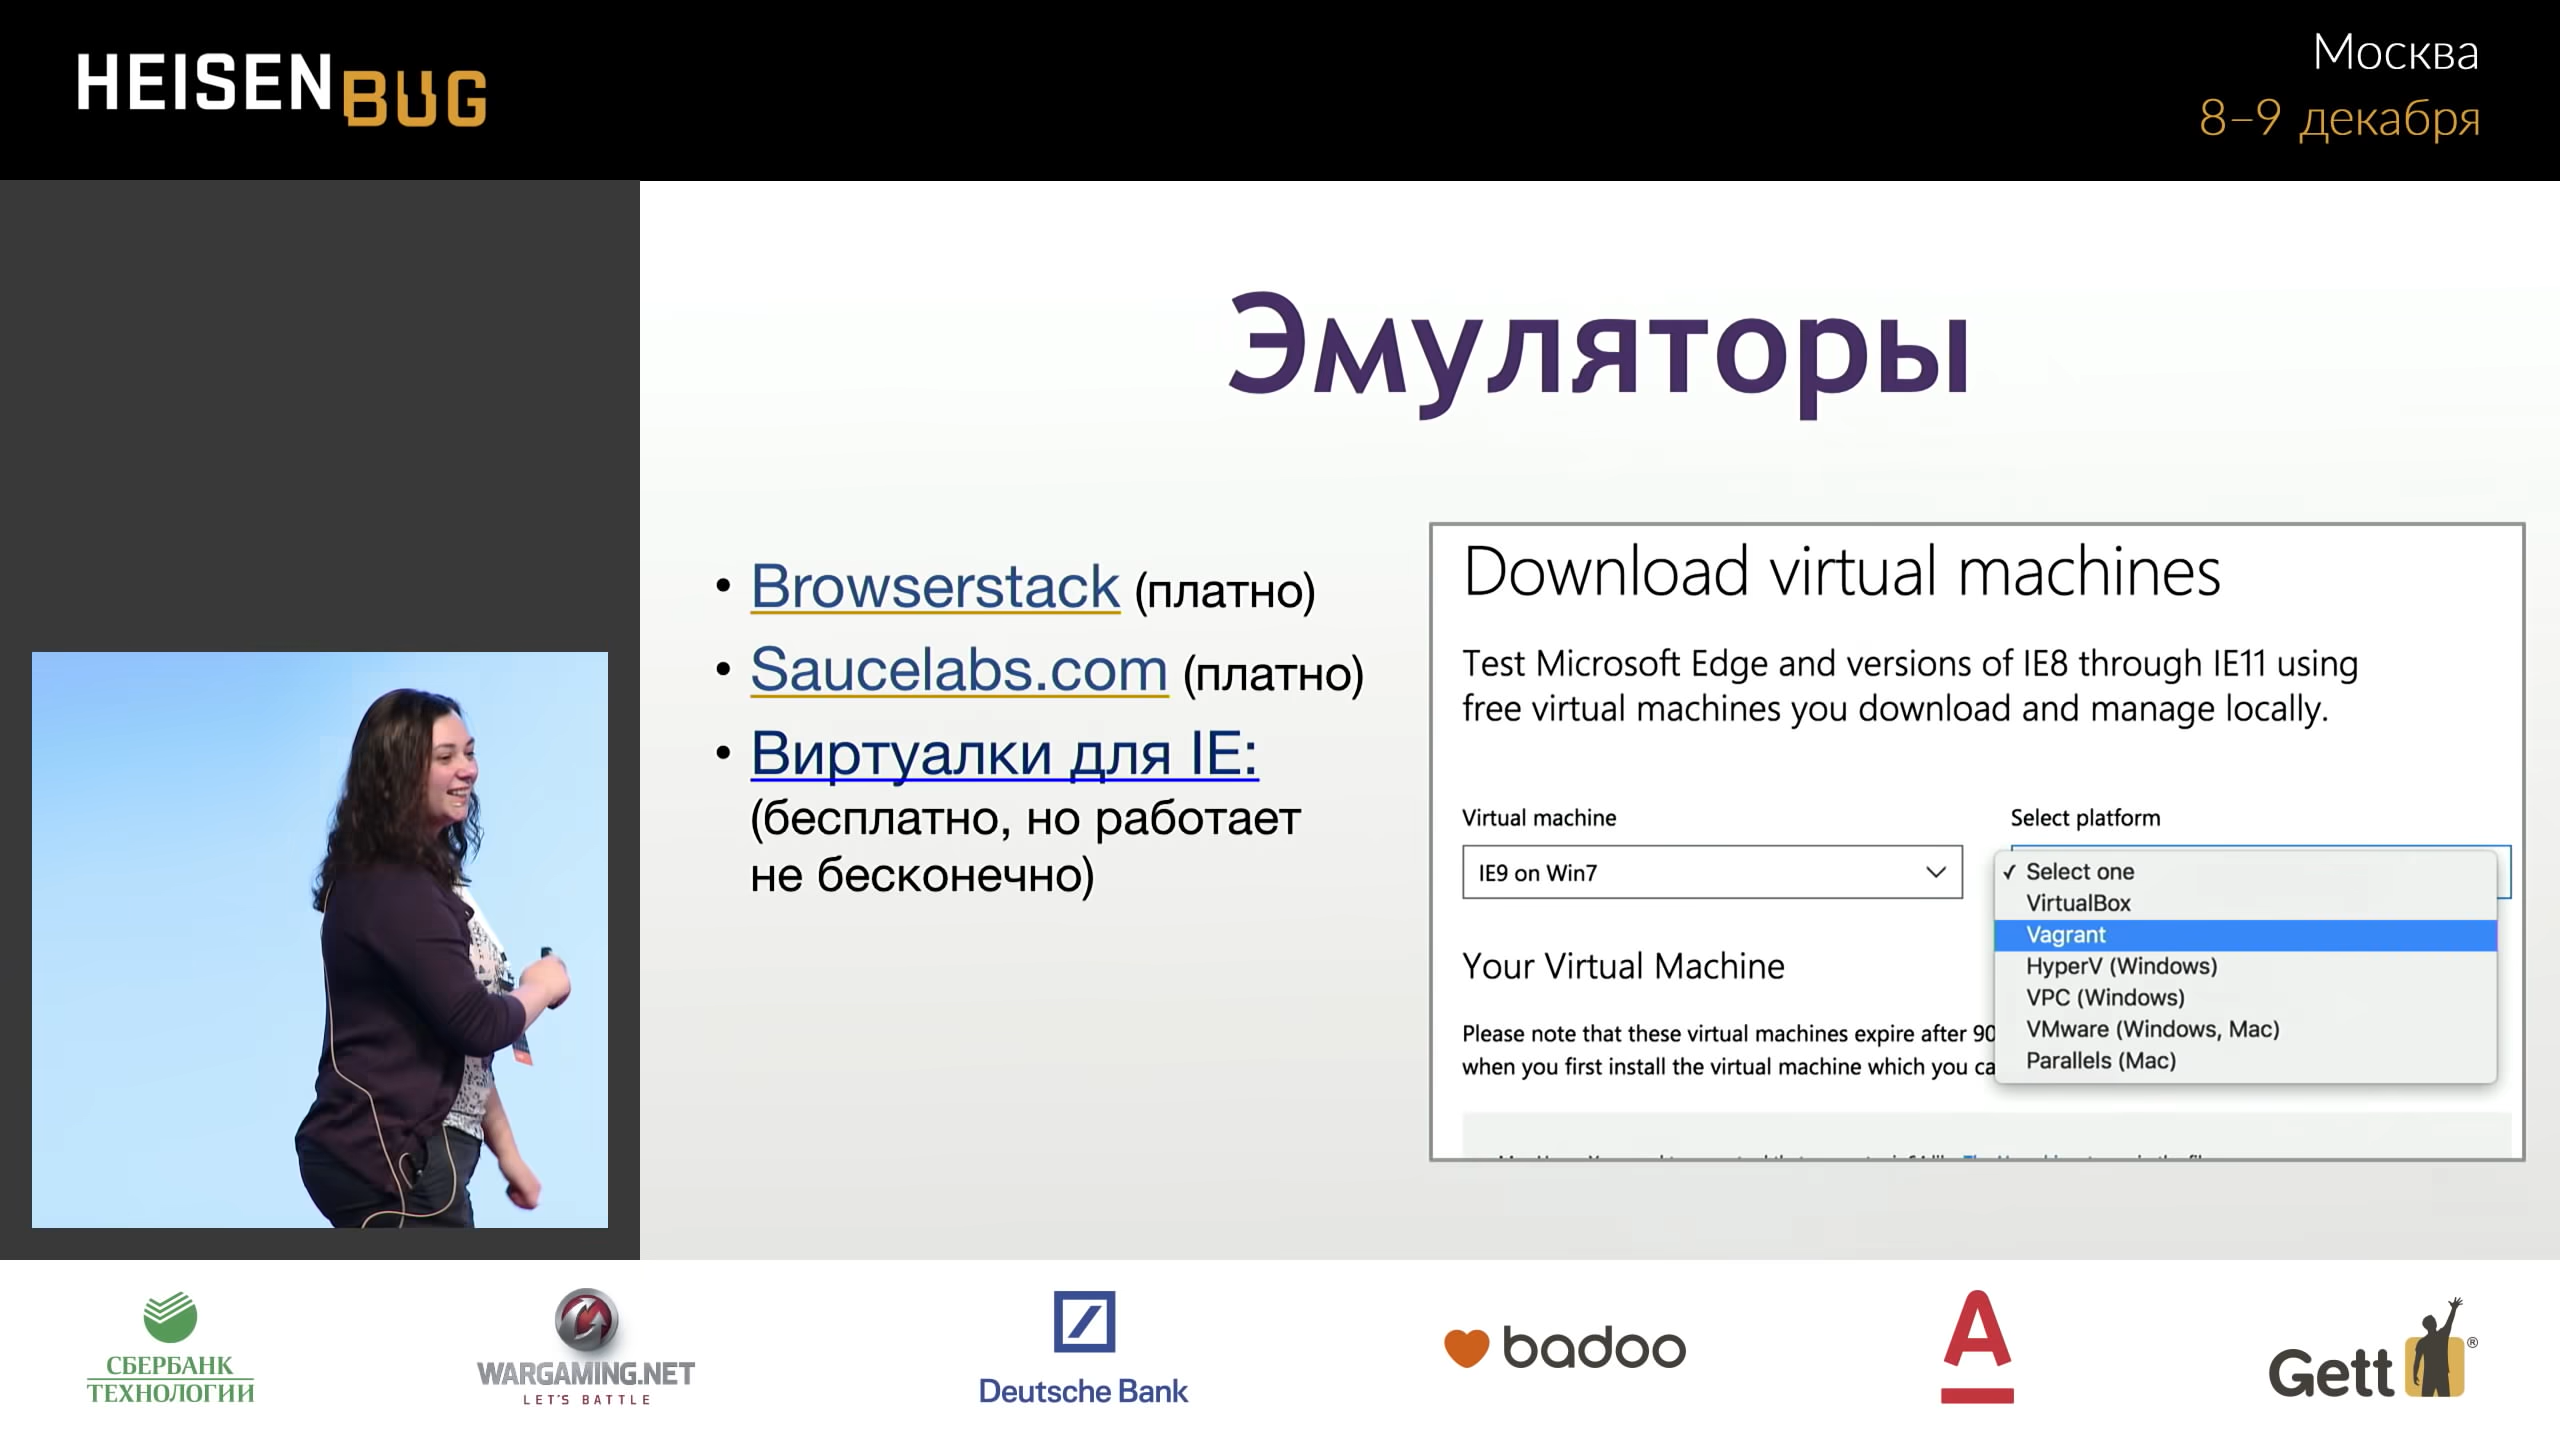 HEISENBUG
Москва
8–9 декабря
Эмуляторы
• Browserstack (платно)
• Saucelabs.com (платно)
• Виртуалки для IE:
(бесплатно, но работает
не бесконечно)
Download virtual machines
Test Microsoft Edge and versions of IE8 through IE11 using
free virtual machines you download and manage locally.
Virtual machine
IE9 on Win7
Select platform
✓ Select one
VirtualBox
Vagrant
HyperV (Windows)
VPC (Windows)
VMware (Windows, Mac)
Parallels (Mac)
Your Virtual Machine
Please note that these virtual machines expire after 90
when you first install the virtual machine which you ca
СБЕРБАНК
ТЕХНОЛОГИИ
WARGAMING.NET
LET'S BATTLE
Deutsche Bank
badoo
А
Gett®